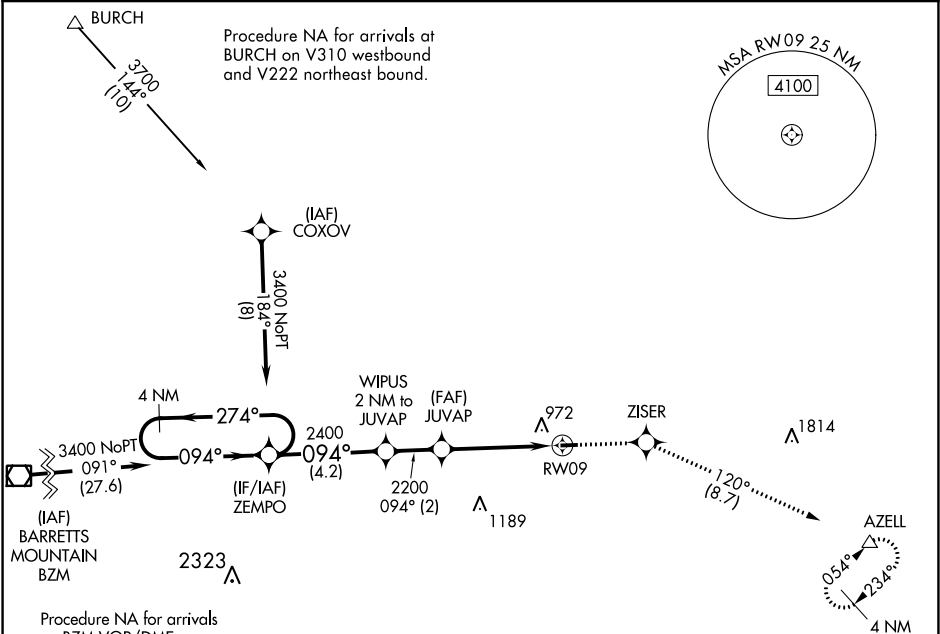 BURCH
Procedure NA for arrivals at
BURCH on V310 westbound
and V222 northeast bound.
MSA RW09 25 NM
4100
3700
144°
(10)
(IAF)
COXOV
3400 NoPT
184°
(8)
4 NM
274°
094°
3400 NoPT
091°
(27.6)
(IAF)
BARRETTS
MOUNTAIN
BZM
(IF/IAF)
ZEMPO
2400
094°
(4.2)
WIPUS
2 NM to
JUVAP
(FAF)
JUVAP
2200
094° (2)
972
RW09
1189
ZISER
1814
120°
(8.7)
AZELL
054°
234°
4 NM
2323
Procedure NA for arrivals
BZM VOR/DME